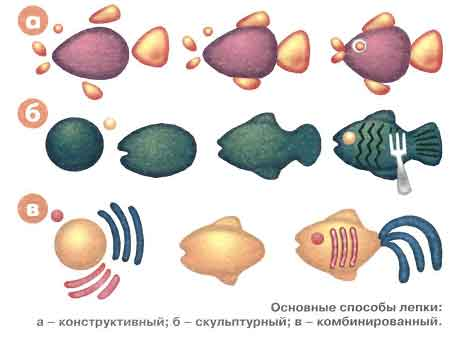 а
б
в
Основные способы лепки:
а – конструктивный; б – скульптурный; в – комбинированный.